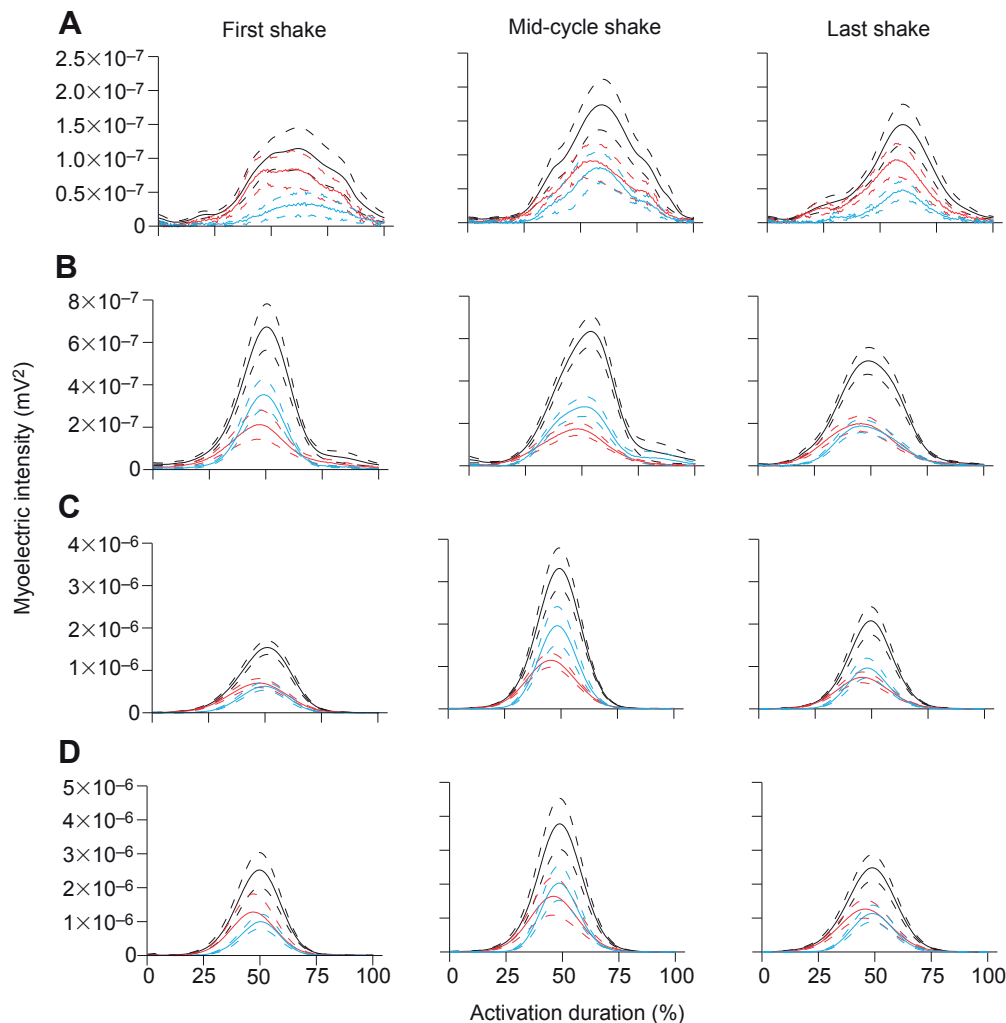 A
First shake
Mid-cycle shake
Last shake
2.5×10⁻⁷
2.0×10⁻⁷
1.5×10⁻⁷
1.0×10⁻⁷
0.5×10⁻⁷
0
B
8×10⁻⁷
6×10⁻⁷
4×10⁻⁷
2×10⁻⁷
0
Myoelectric intensity (mV²)
C
4×10⁻⁶
3×10⁻⁶
2×10⁻⁶
1×10⁻⁶
0
D
5×10⁻⁶
4×10⁻⁶
3×10⁻⁶
2×10⁻⁶
1×10⁻⁶
0
0 25 50 75 100
0 25 50 75 100
0 25 50 75 100
Activation duration (%)